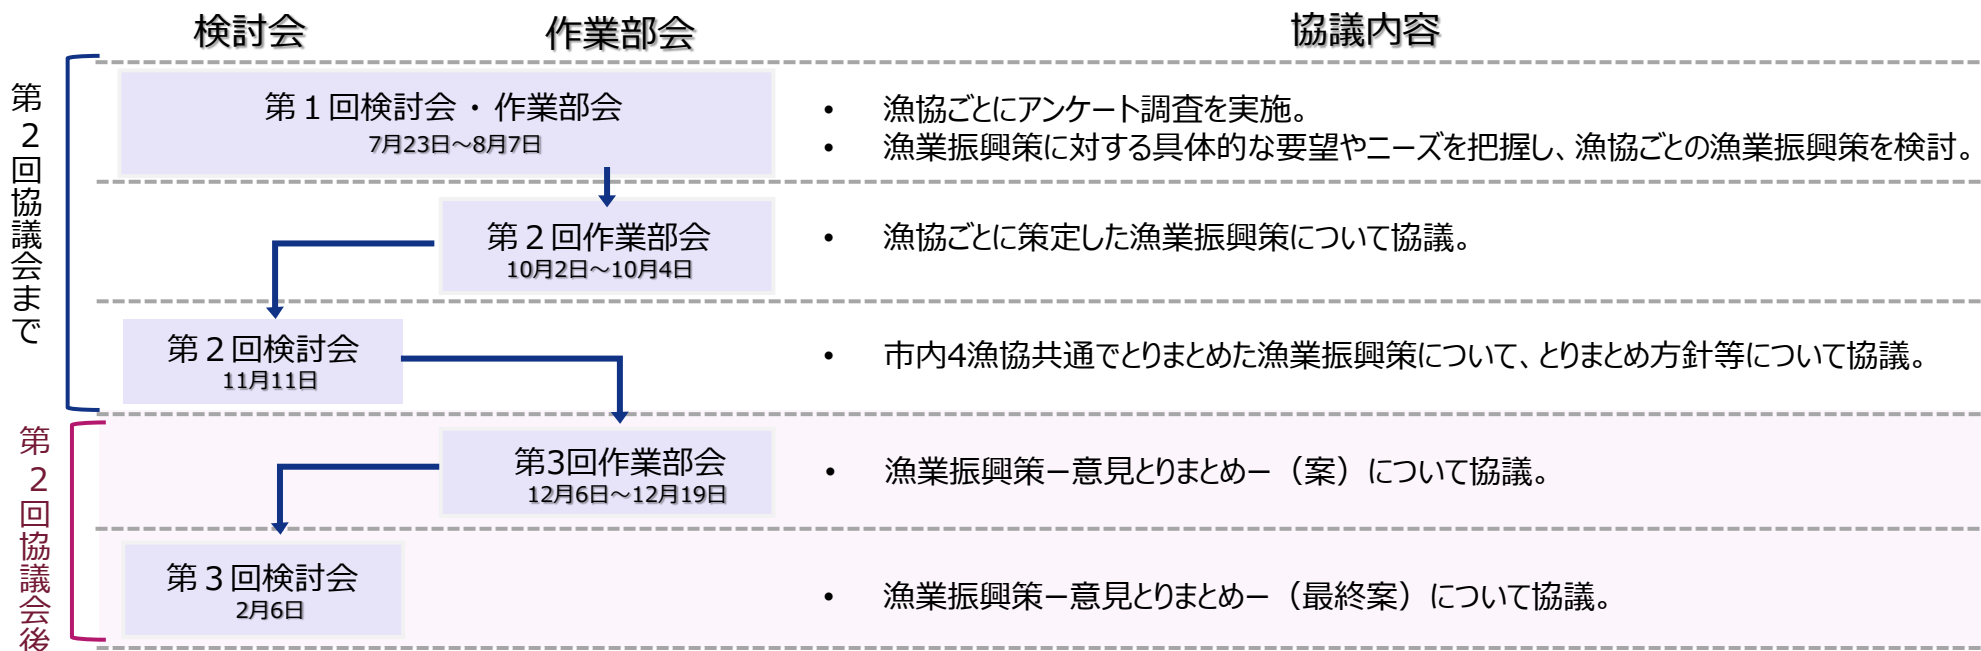 検討会
作業部会
協議内容
第2回協議会まで
第1回検討会・作業部会
7月23日～8月7日
• 漁協ごとにアンケート調査を実施。
• 漁業振興策に対する具体的な要望やニーズを把握し、漁協ごとの漁業振興策を検討。
第2回作業部会
10月2日～10月4日
• 漁協ごとに策定した漁業振興策について協議。
第2回検討会
11月11日
• 市内4漁協共通でとりまとめた漁業振興策について、とりまとめ方針等について協議。
第2回協議会後
第3回作業部会
12月6日～12月19日
• 漁業振興策－意見とりまとめ－（案）について協議。
第3回検討会
2月6日
• 漁業振興策－意見とりまとめ－（最終案）について協議。